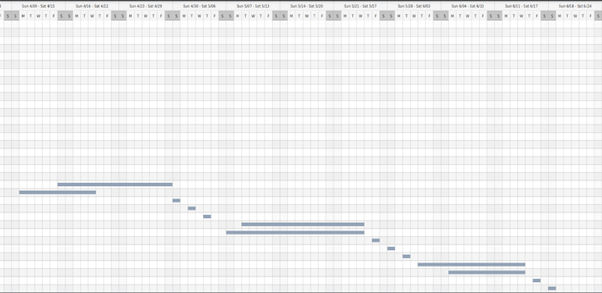 Sun 4/09 - Sat 4/15 Sun 4/16 - Sat 4/22 Sun 4/23 - Sat 4/29 Sun 4/30 - Sat 5/06 Sun 5/07 - Sat 5/13 Sun 5/14 - Sat 5/20 Sun 5/21 - Sat 5/27 Sun 5/28 - Sat 6/03 Sun 6/04 - Sat 6/10 Sun 6/11 - Sat 6/17 Sun 6/18 - Sat 6/24
S S M T W T F S S M T W T F S S M T W T F S S M T W T F S S M T W T F S S M T W T F S S M T W T F S S M T W T F S S M T W T F S S M T W T F S S M T W T F S